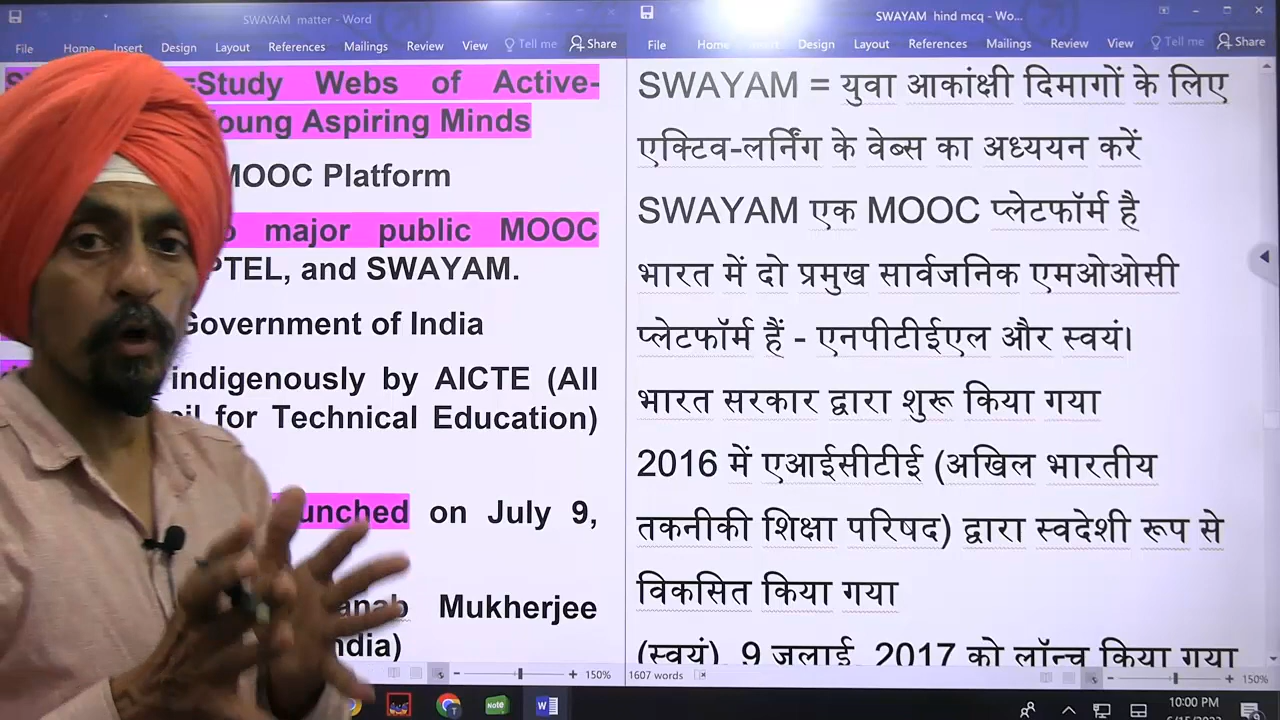 SWAYAM matter - Word
File Home Insert Design Layout References Mailings Review View Tell me Share
=Study Webs of Active-
Young Aspiring Minds
MOOC Platform
major public MOOC
PTEL, and SWAYAM.
Government of India
indigenously by AICTE (All
cil for Technical Education)
unched on July 9,
anab Mukherjee
ndia)
150%
SWAYAM hind mcq - Wo...
File Home Insert Design Layout References Mailings Review View Tell me Share
SWAYAM = युवा आकांक्षी दिमागों के लिए
एक्टिव-लर्निंग के वेब्स का अध्ययन करें
SWAYAM एक MOOC प्लेटफॉर्म है
भारत में दो प्रमुख सार्वजनिक एमओओसी
प्लेटफॉर्म हैं - एनपीटीईएल और स्वयं।
भारत सरकार द्वारा शुरू किया गया
2016 में एआईसीटीई (अखिल भारतीय
तकनीकी शिक्षा परिषद) द्वारा स्वदेशी रूप से
विकसित किया गया
(स्वयं), 9 जुलाई, 2017 को लॉन्च किया गया
1607 words 150%
Note
10:00 PM